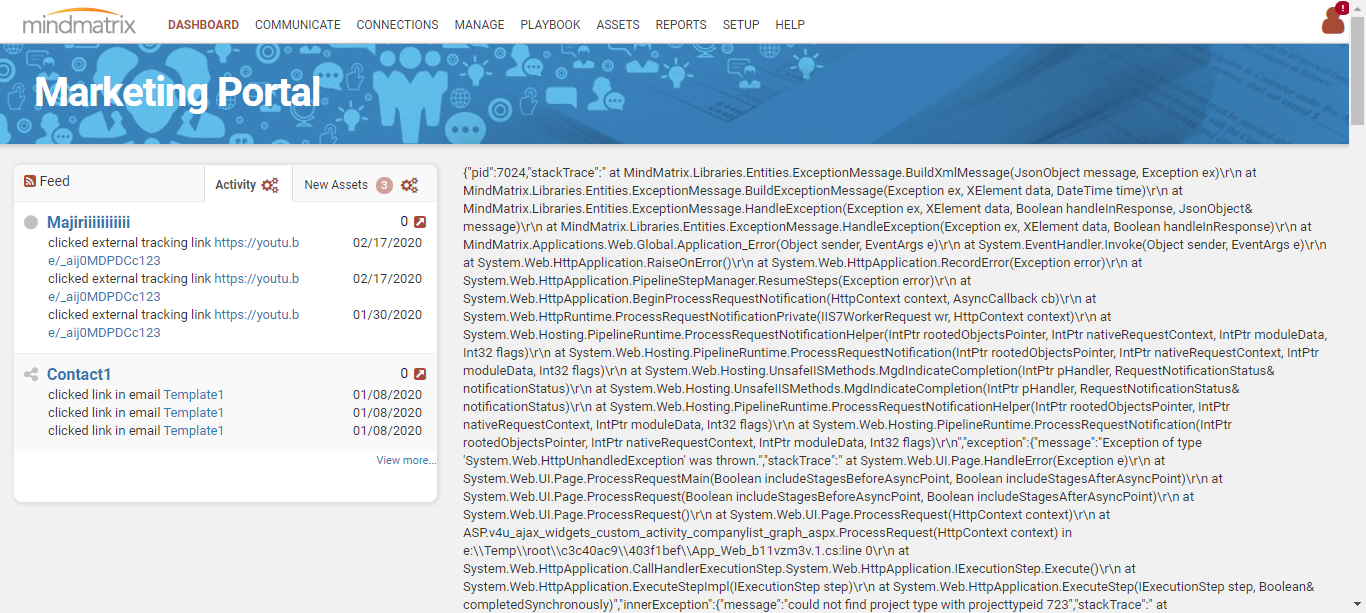 mindmatrix
DASHBOARD COMMUNICATE CONNECTIONS MANAGE PLAYBOOK ASSETS REPORTS SETUP HELP
!
Marketing Portal
Feed
Activity
New Assets 3
Majiriiiiiiiiiii 0
clicked external tracking link https://youtu.b 02/17/2020
e/_aij0MDPDCc123
clicked external tracking link https://youtu.b 02/17/2020
e/_aij0MDPDCc123
clicked external tracking link https://youtu.b 01/30/2020
e/_aij0MDPDCc123
Contact1 0
clicked link in email Template1 01/08/2020
clicked link in email Template1 01/08/2020
clicked link in email Template1 01/08/2020
View more...
{"pid":7024,"stackTrace":" at MindMatrix.Libraries.Entities.ExceptionMessage.BuildXmlMessage(JsonObject message, Exception ex)\r\n at
MindMatrix.Libraries.Entities.ExceptionMessage.BuildExceptionMessage(Exception ex, XElement data, DateTime time)\r\n at
MindMatrix.Libraries.Entities.ExceptionMessage.HandleException(Exception ex, XElement data, Boolean handleInResponse, JsonObject&
message)\r\n at MindMatrix.Libraries.Entities.ExceptionMessage.HandleException(Exception ex, XElement data, Boolean handleInResponse)\r\n at
MindMatrix.Applications.Web.Global.Application_Error(Object sender, EventArgs e)\r\n at System.EventHandler.Invoke(Object sender, EventArgs e)\r\n
at System.Web.HttpApplication.RaiseOnError()\r\n at System.Web.HttpApplication.RecordError(Exception error)\r\n at
System.Web.HttpApplication.PipelineStepManager.ResumeSteps(Exception error)\r\n at
System.Web.HttpApplication.BeginProcessRequestNotification(HttpContext context, AsyncCallback cb)\r\n at
System.Web.HttpRuntime.ProcessRequestNotificationPrivate(IIS7WorkerRequest wr, HttpContext context)\r\n at
System.Web.Hosting.PipelineRuntime.ProcessRequestNotificationHelper(IntPtr rootedObjectsPointer, IntPtr nativeRequestContext, IntPtr moduleData,
Int32 flags)\r\n at System.Web.Hosting.PipelineRuntime.ProcessRequestNotification(IntPtr rootedObjectsPointer, IntPtr nativeRequestContext, IntPtr
moduleData, Int32 flags)\r\n at System.Web.Hosting.UnsafeIISMethods.MgdIndicateCompletion(IntPtr pHandler, RequestNotificationStatus&
notificationStatus)\r\n at System.Web.Hosting.UnsafeIISMethods.MgdIndicateCompletion(IntPtr pHandler, RequestNotificationStatus&
notificationStatus)\r\n at System.Web.Hosting.PipelineRuntime.ProcessRequestNotificationHelper(IntPtr rootedObjectsPointer, IntPtr
nativeRequestContext, IntPtr moduleData, Int32 flags)\r\n at System.Web.Hosting.PipelineRuntime.ProcessRequestNotification(IntPtr
rootedObjectsPointer, IntPtr nativeRequestContext, IntPtr moduleData, Int32 flags)\r\n","exception":{"message":"Exception of type
'System.Web.HttpUnhandledException' was thrown.","stackTrace":" at System.Web.UI.Page.HandleError(Exception e)\r\n at
System.Web.UI.Page.ProcessRequestMain(Boolean includeStagesBeforeAsyncPoint, Boolean includeStagesAfterAsyncPoint)\r\n at
System.Web.UI.Page.ProcessRequest(Boolean includeStagesBeforeAsyncPoint, Boolean includeStagesAfterAsyncPoint)\r\n at
System.Web.UI.Page.ProcessRequest()\r\n at System.Web.UI.Page.ProcessRequest(HttpContext context)\r\n at
ASP.v4u_ajax_widgets_custom_activity_companylist_graph_aspx.ProcessRequest(HttpContext context) in
e:\\Temp\\root\\c3c40ac9\\403f1bef\\App_Web_b11vzm3v.1.cs:line 0\r\n at
System.Web.HttpApplication.CallHandlerExecutionStep.System.Web.HttpApplication.IExecutionStep.Execute()\r\n at
System.Web.HttpApplication.ExecuteStepImpl(IExecutionStep step)\r\n at System.Web.HttpApplication.ExecuteStep(IExecutionStep step, Boolean&
completedSynchronously)","innerException":{"message":"could not find project type with projecttypeid 723","stackTrace":" at